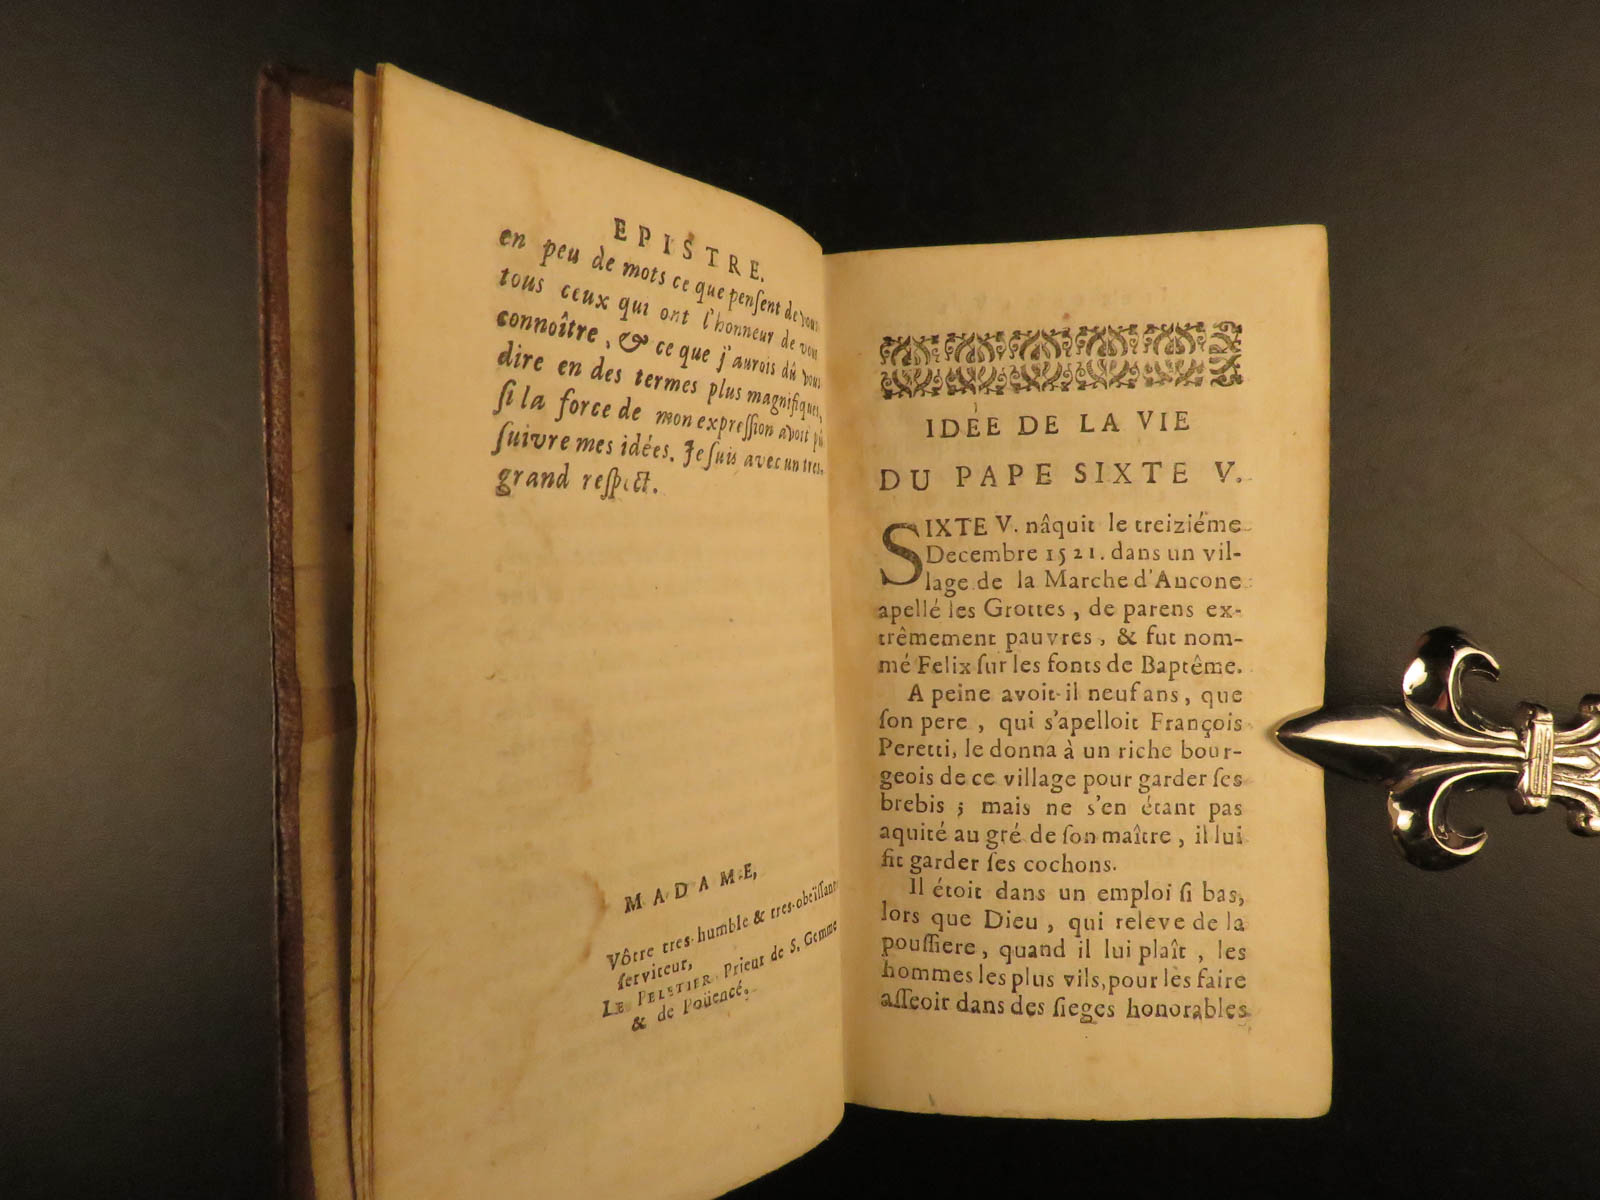 EPISTRE.
en peu de mots ce que penſent de vous
tous ceux qui ont l'honneur de vous
connoître, & ce que j'aurois dû vous
dire en des termes plus magnifiques,
ſi la force de mon expreſſion avoit pû
ſuivre mes idées. Je ſuis avec un tres-
grand reſpect.
MADAME,
Vôtre tres-humble & tres-obeïſſant
ſerviteur,
LE PELETIER Prieur de S. Gemme
& de Poüencé.
IDÉE DE LA VIE
DU PAPE SIXTE V.
SIXTE V. nâquit le treiziéme
Decembre 1521. dans un vil-
lage de la Marche d'Ancone
apellé les Grottes, de parens ex-
trêmement pauvres, & fut nom-
mé Felix ſur les fonts de Baptême.
A peine avoit-il neuf ans, que
ſon pere, qui s'apelloit François
Peretti, le donna à un riche bour-
geois de ce village pour garder ſes
brebis; mais ne s'en étant pas
aquité au gré de ſon maître, il lui
fit garder ſes cochons.
Il étoit dans un emploi ſi bas,
lors que Dieu, qui releve de la
pouſſiere, quand il lui plaît, les
hommes les plus vils, pour les faire
aſſeoir dans des ſieges honorables